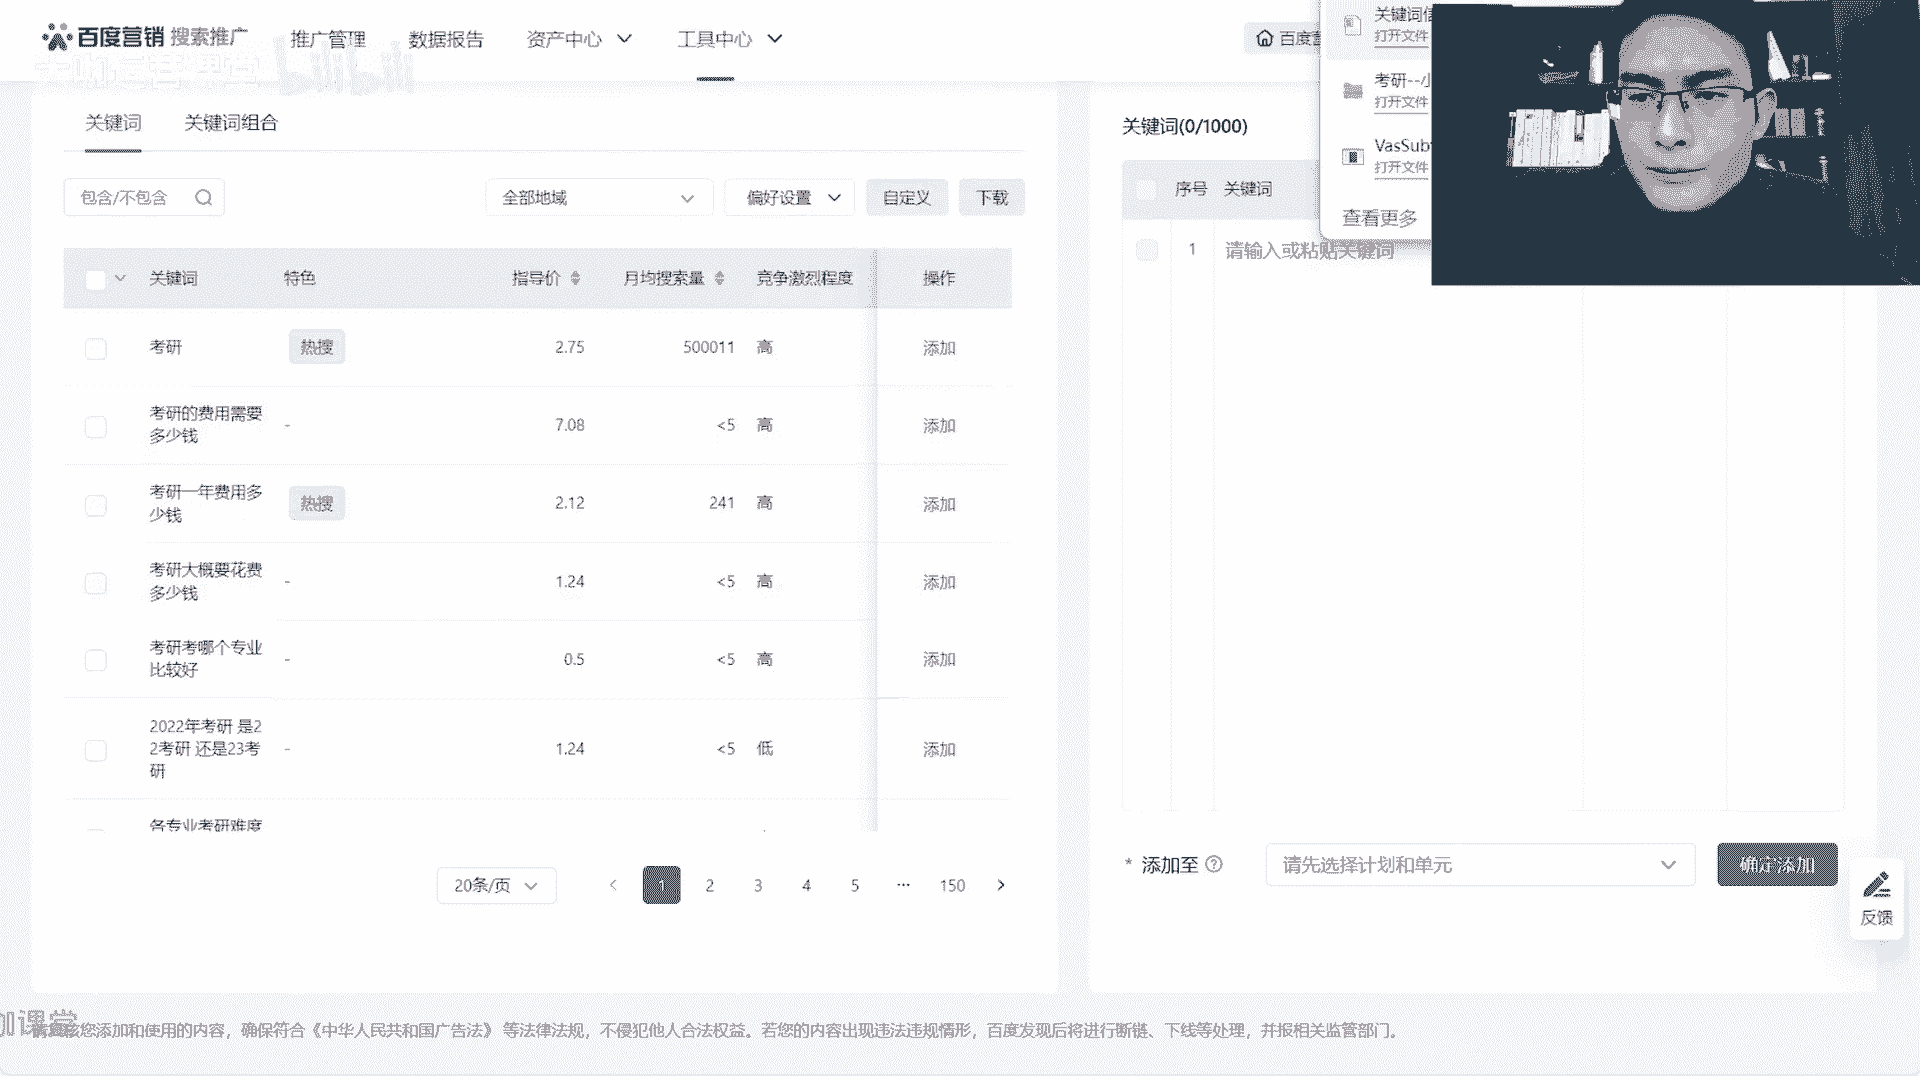 百度营销 搜索推广
推广管理
数据报告
资产中心
工具中心
bilibili
关键词
关键词组合
包含/不包含
全部地域
偏好设置
自定义
下载
关键词 特色 指导价 月均搜索量 竞争激烈程度 操作
考研 热搜 2.75 500011 高 添加
考研的费用需要
多少钱
- 7.08 <5 高 添加
考研一年费用多
少钱
热搜 2.12 241 高 添加
考研大概要花费
多少钱
- 1.24 <5 高 添加
考研考哪个专业
比较好
- 0.5 <5 高 添加
2022年考研 是2
2考研 还是23考
研
- 1.24 <5 低 添加
各专业考研难度
20条/页
1 2 3 4 5 ··· 150
关键词(0/1000)
序号 关键词
1 请输入或粘贴关键词
关键词信
打开文件
考研--小
打开文件
VasSub
打开文件
查看更多
* 添加至
请先选择计划和单元
确定添加
反馈
课堂
您添加和使用的内容，确保符合《中华人民共和国广告法》 等法律法规，不侵犯他人合法权益。若您的内容出现违法违规情形，百度发现后将进行断链、下线等处理，并报相关监管部门。